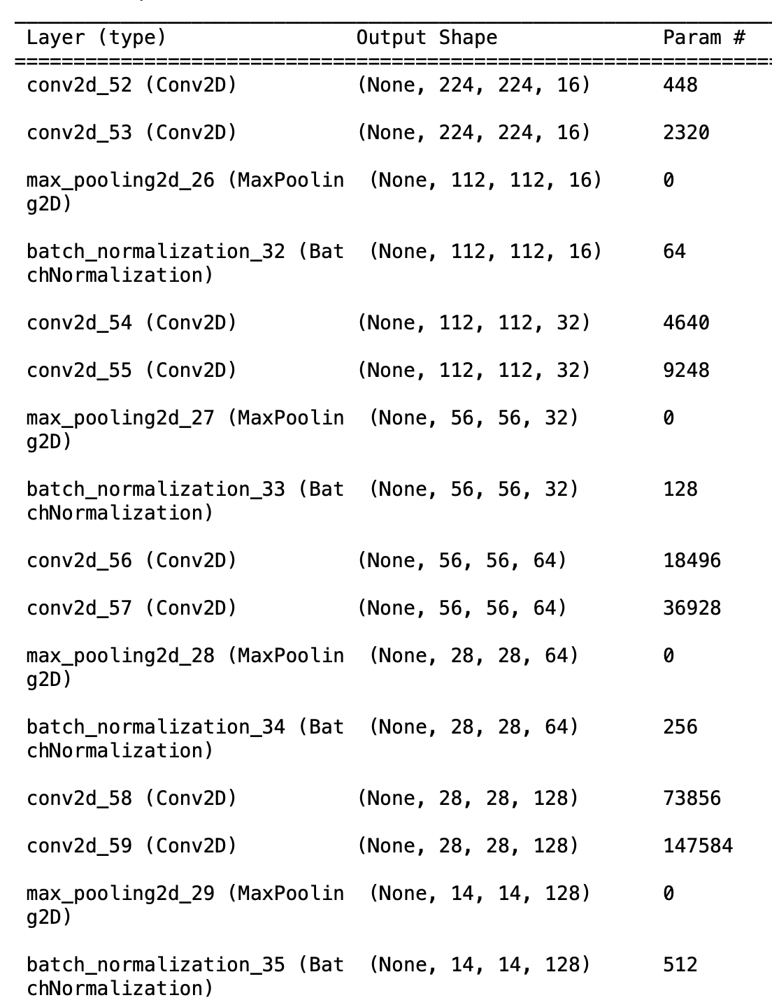 Layer (type) Output Shape Param #
conv2d_52 (Conv2D) (None, 224, 224, 16) 448
conv2d_53 (Conv2D) (None, 224, 224, 16) 2320
max_pooling2d_26 (MaxPoolin (None, 112, 112, 16) 0
g2D)
batch_normalization_32 (Bat (None, 112, 112, 16) 64
chNormalization)
conv2d_54 (Conv2D) (None, 112, 112, 32) 4640
conv2d_55 (Conv2D) (None, 112, 112, 32) 9248
max_pooling2d_27 (MaxPoolin (None, 56, 56, 32) 0
g2D)
batch_normalization_33 (Bat (None, 56, 56, 32) 128
chNormalization)
conv2d_56 (Conv2D) (None, 56, 56, 64) 18496
conv2d_57 (Conv2D) (None, 56, 56, 64) 36928
max_pooling2d_28 (MaxPoolin (None, 28, 28, 64) 0
g2D)
batch_normalization_34 (Bat (None, 28, 28, 64) 256
chNormalization)
conv2d_58 (Conv2D) (None, 28, 28, 128) 73856
conv2d_59 (Conv2D) (None, 28, 28, 128) 147584
max_pooling2d_29 (MaxPoolin (None, 14, 14, 128) 0
g2D)
batch_normalization_35 (Bat (None, 14, 14, 128) 512
chNormalization)